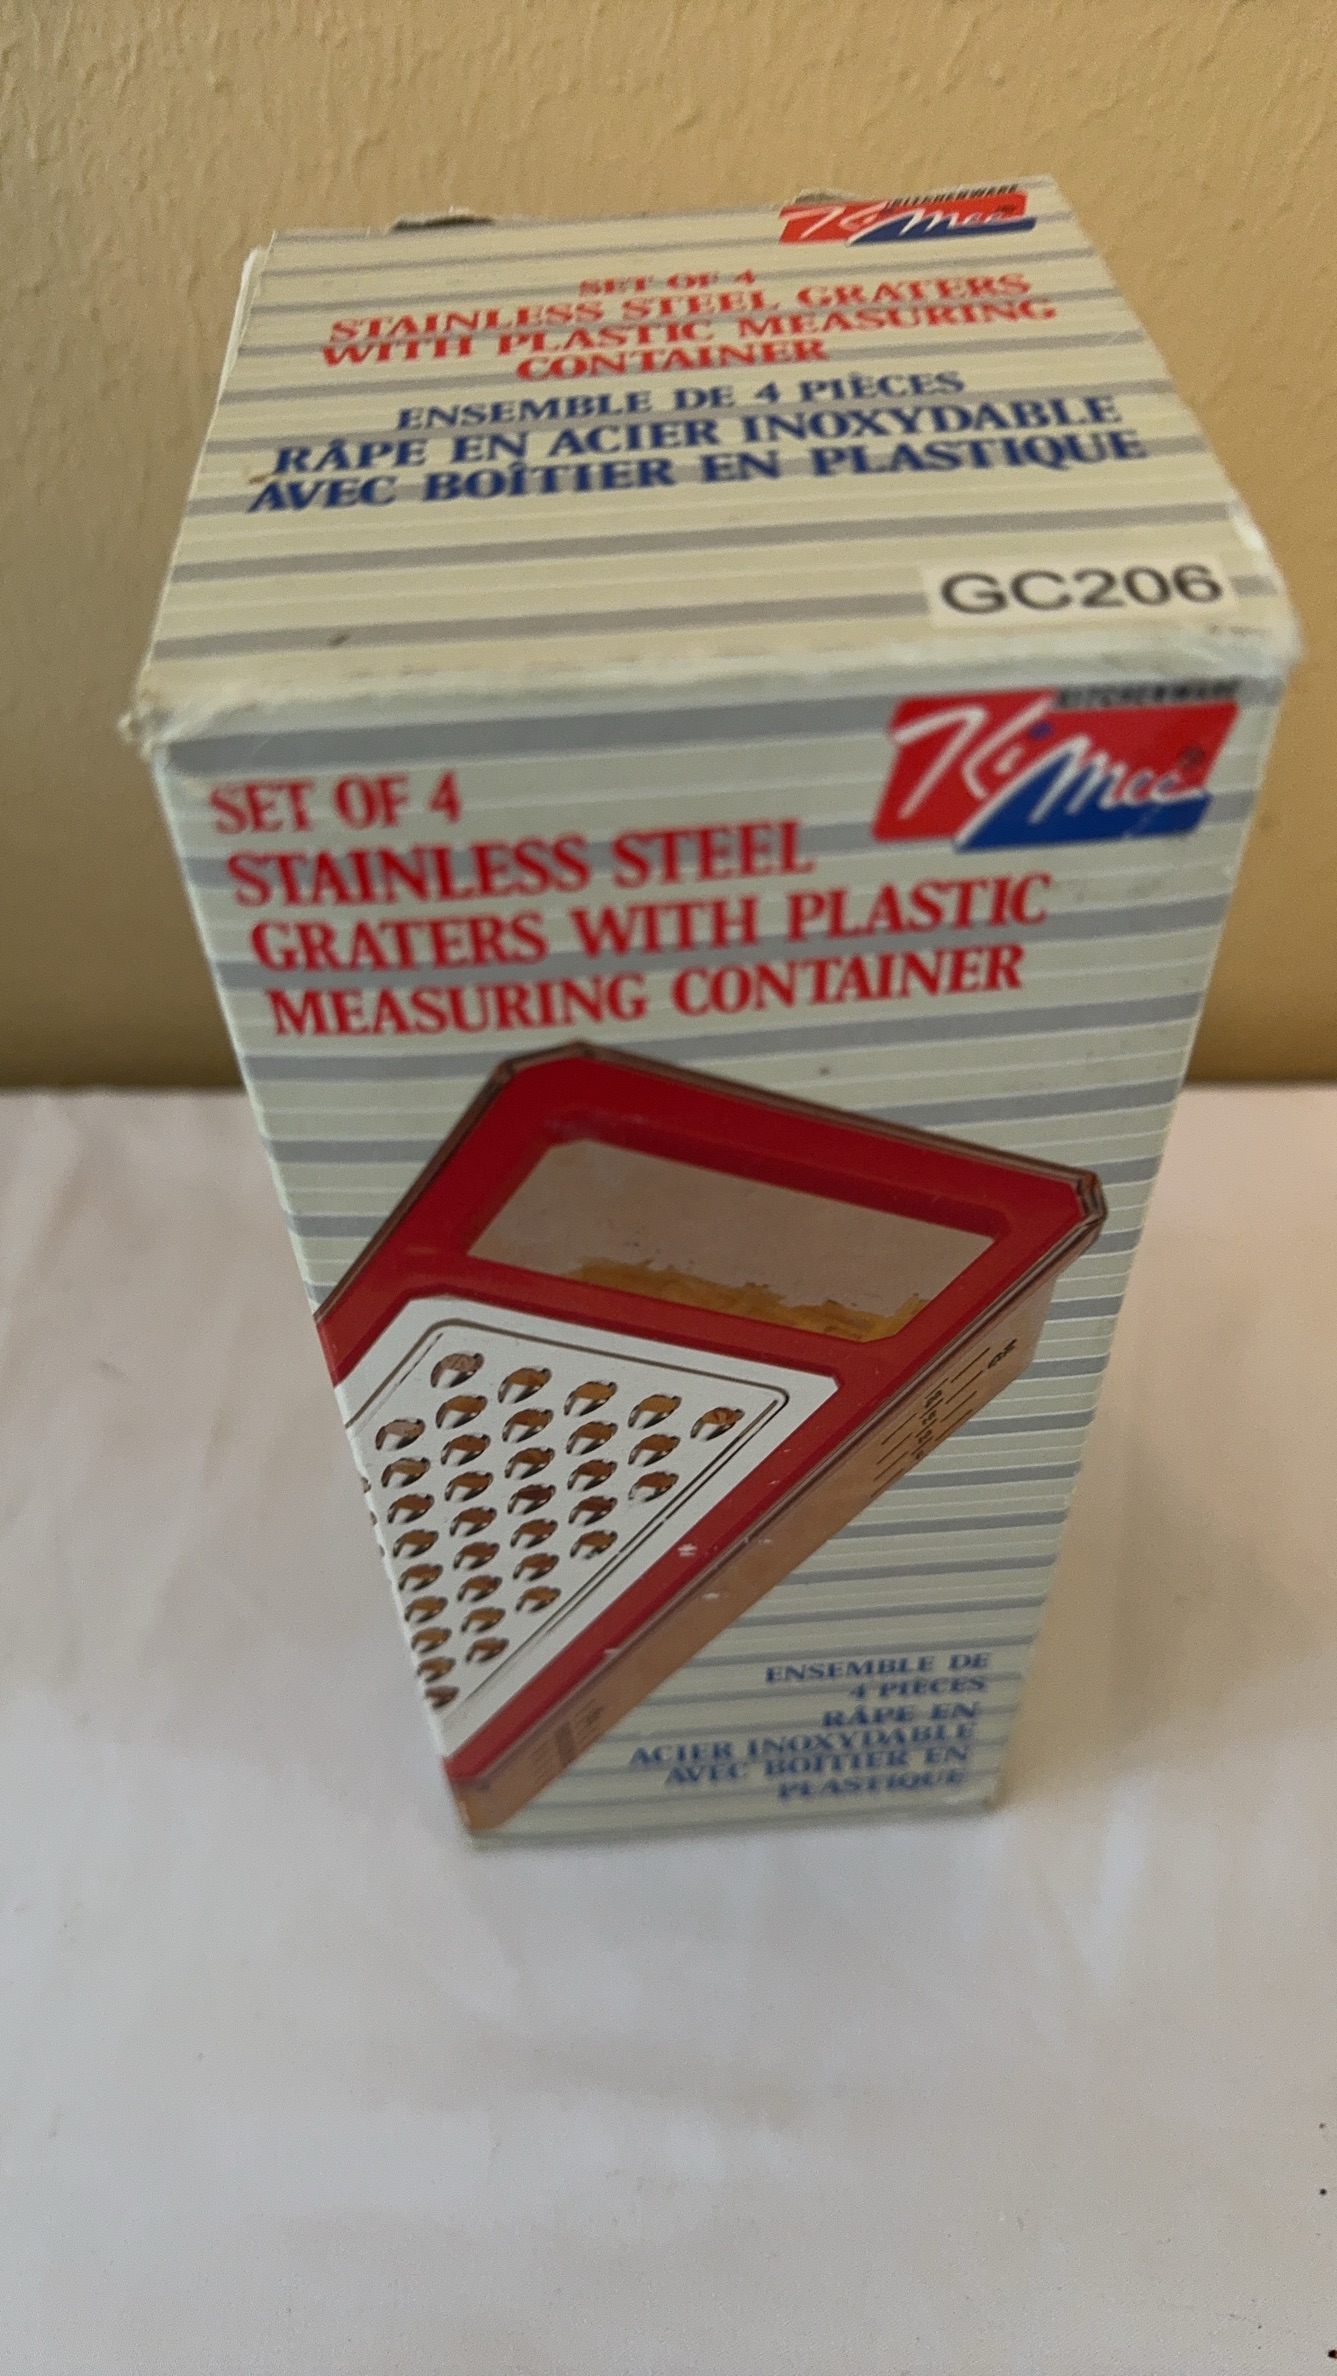 KITCHENWARE
Ki Mee
SET OF 4
STAINLESS STEEL GRATERS
WITH PLASTIC MEASURING
CONTAINER
ENSEMBLE DE 4 PIÈCES
RÂPE EN ACIER INOXYDABLE
AVEC BOÎTIER EN PLASTIQUE
GC206
KITCHENWARE
Ki Mee®
SET OF 4
STAINLESS STEEL
GRATERS WITH PLASTIC
MEASURING CONTAINER
ENSEMBLE DE
4 PIÈCES
RÂPE EN
ACIER INOXYDABLE
AVEC BOÎTIER EN
PLASTIQUE